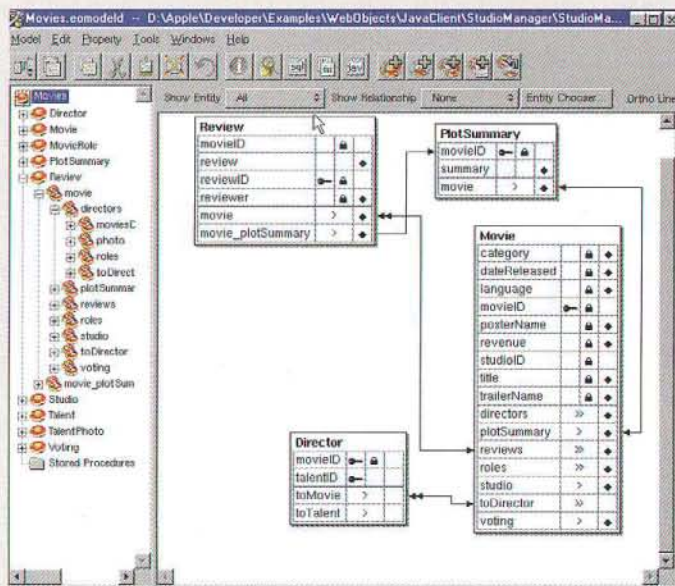 Movies.eomodeld -- D:\Apple\Developer\Examples\WebObjects\JavaClient\StudioManager\StudioMa...
Model Edit Property Tools Windows Help
sql
Jav
Show Entity All Show Relationship None Entity Chooser... Ortho Line
Movies
Director
Movie
MovieRole
PlotSummary
Review
movie
directors
moviesD
photo
roles
toDirect
plotSummar
reviews
roles
studio
toDirector
voting
movie_plotSum
Studio
Talent
TalentPhoto
Voting
Stored Procedures
Review
movieID
review
reviewID
reviewer
movie >
movie_plotSummary >
PlotSummary
movieID
summary
movie >
Movie
category
dateReleased
language
movieID
posterName
revenue
studioID
title
trailerName
directors >>
plotSummary >
reviews >>
roles >>
studio >
toDirector >>
voting >
Director
movieID
talentID
toMovie >
toTalent >